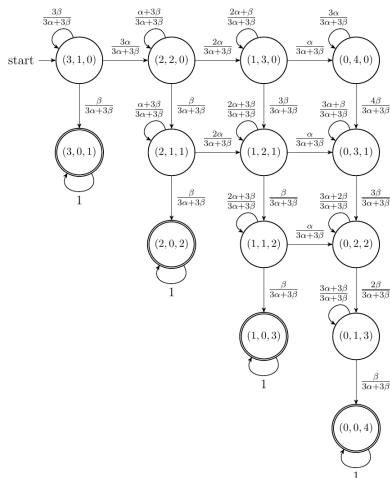 3β/3α+3β α+3β/3α+3β 2α+β/3α+3β 3α/3α+3β
start (3, 1, 0) 3α/3α+3β (2, 2, 0) 2α/3α+3β (1, 3, 0) α/3α+3β (0, 4, 0)
β/3α+3β α+3β/3α+3β β/3α+3β 2α+3β/3α+3β 3β/3α+3β 3α+β/3α+3β 4β/3α+3β
(3, 0, 1) (2, 1, 1) 2α/3α+3β (1, 2, 1) α/3α+3β (0, 3, 1)
1 β/3α+3β 2α+3β/3α+3β β/3α+3β 3α+2β/3α+3β 3β/3α+3β
(2, 0, 2) (1, 1, 2) α/3α+3β (0, 2, 2)
1 β/3α+3β 3α+3β/3α+3β 2β/3α+3β
(1, 0, 3) (0, 1, 3)
1 β/3α+3β
(0, 0, 4)
1